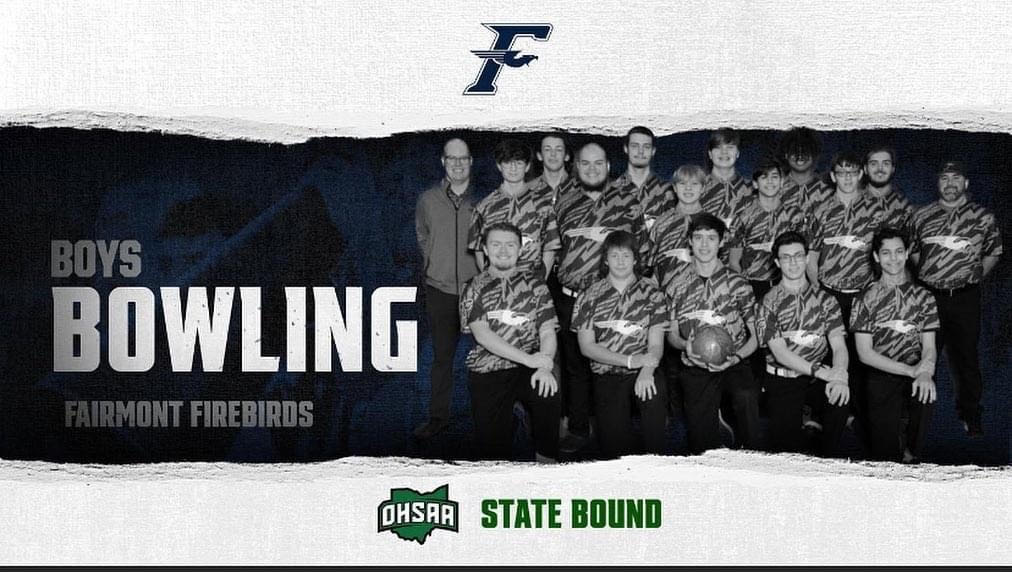 F
BOYS
BOWLING
FAIRMONT FIREBIRDS
OHSAA
STATE BOUND